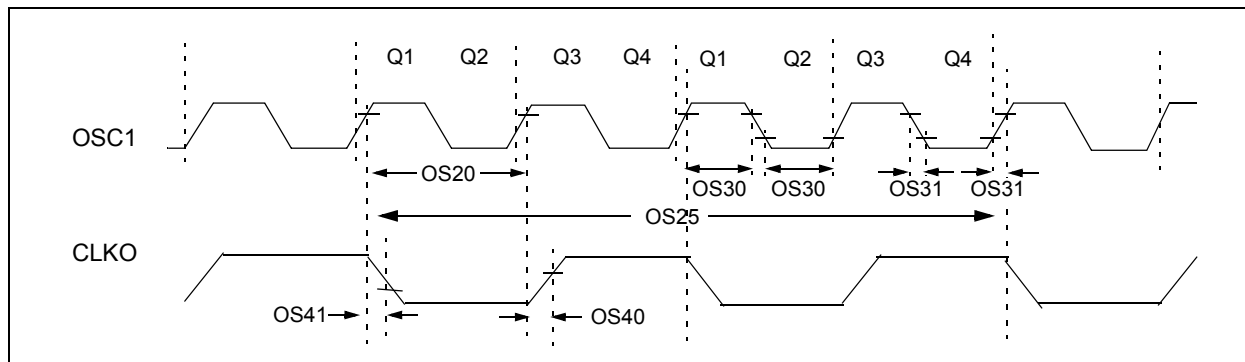 Q1 Q2 Q3 Q4 Q1 Q2 Q3 Q4
OSC1
OS20 OS30 OS30 OS31 OS31
OS25
CLKO
OS41 OS40